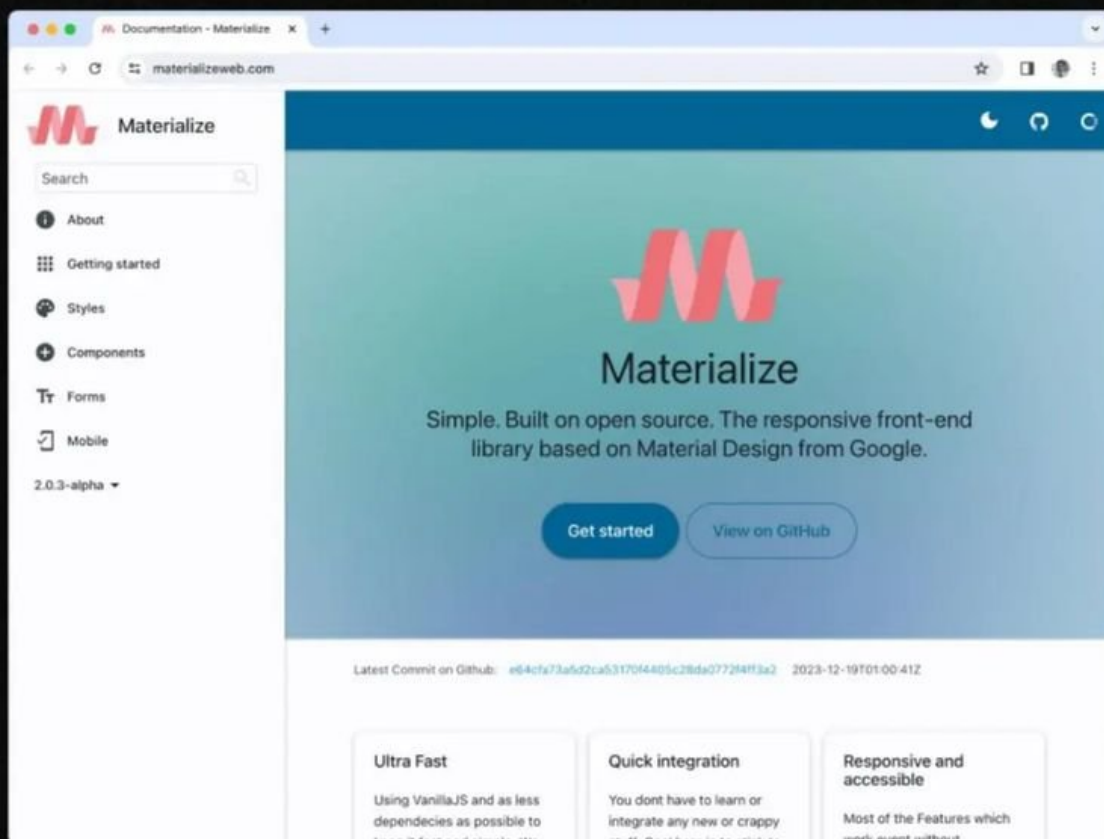 Documentation - Materialize
materializeweb.com
Materialize
Search
About
Getting started
Styles
Components
Forms
Mobile
2.0.3-alpha
Materialize
Simple. Built on open source. The responsive front-end
library based on Material Design from Google.
Get started
View on GitHub
Latest Commit on Github: 2023-12-19T01:00:41Z
Ultra Fast
Using VanillaJS and as less
dependecies as possible to
Quick integration
You dont have to learn or
integrate any new or crappy
Responsive and
accessible
Most of the Features which